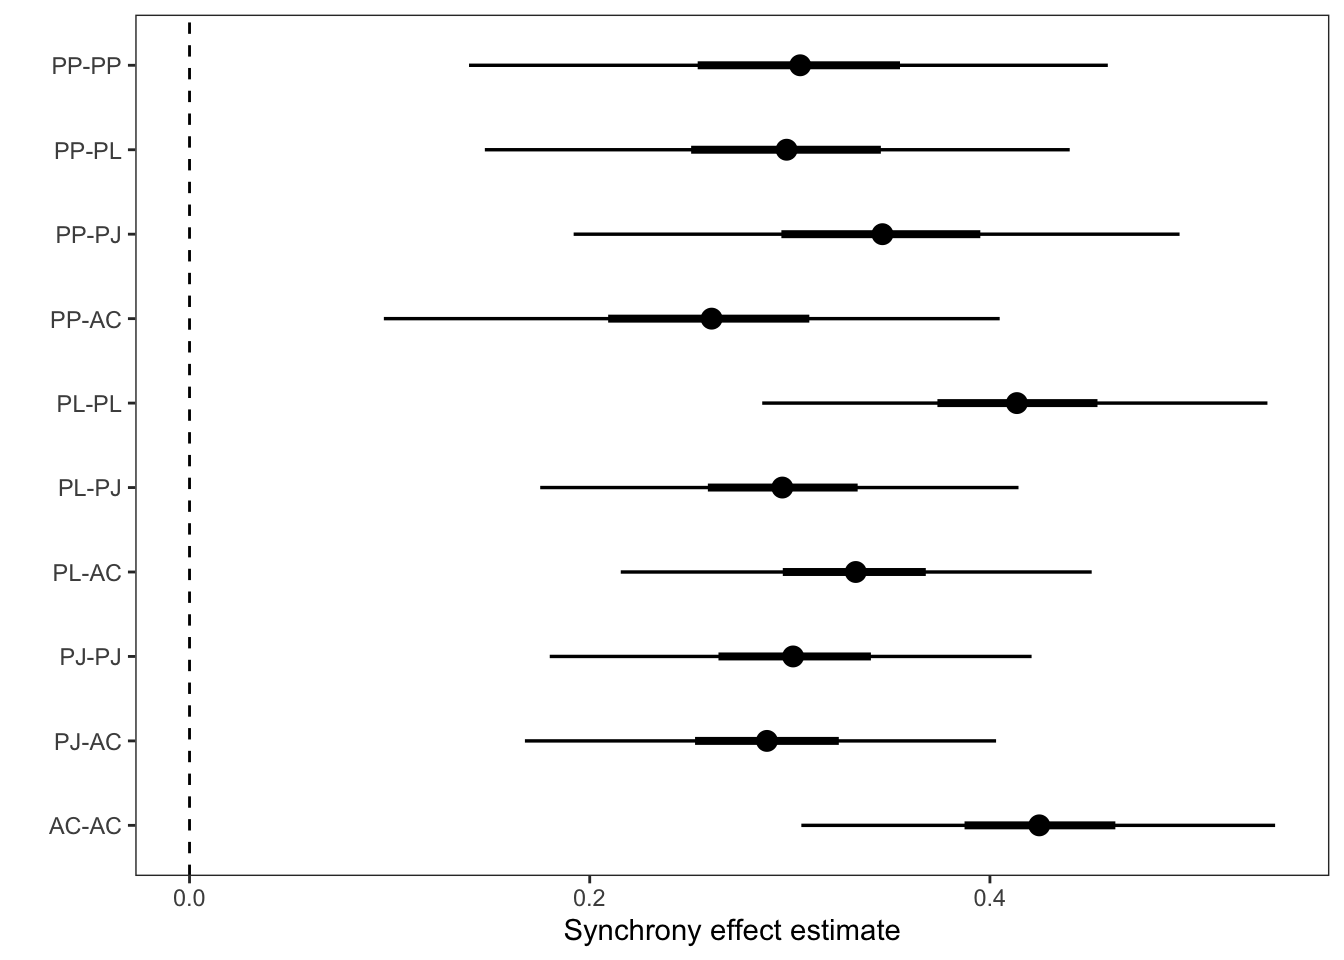 PP-PP
PP-PL
PP-PJ
PP-AC
PL-PL
PL-PJ
PL-AC
PJ-PJ
PJ-AC
AC-AC
0.0 0.2 0.4
Synchrony effect estimate